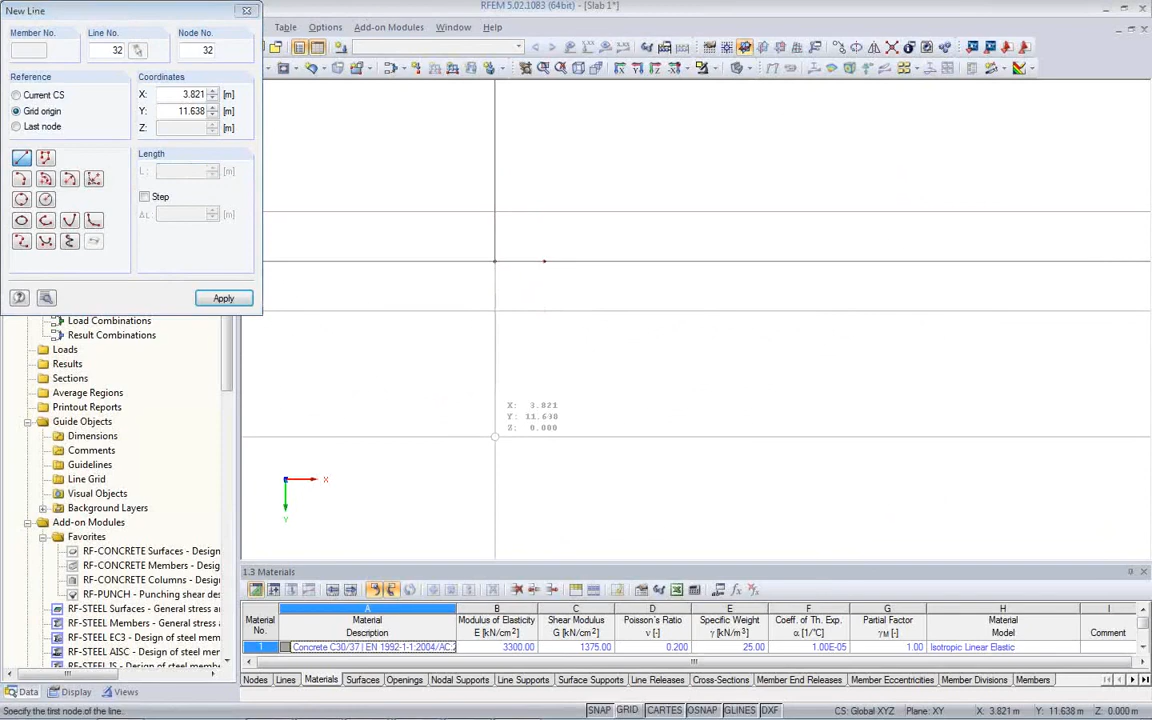 New Line
RFEM 5.02.1083 (64bit) - [Slab 1*]
Table Options Add-on Modules Window Help
Member No. Line No. Node No.
32 32
Reference Coordinates
Current CS X: 3.821 [m]
Grid origin Y: 11.638 [m]
Last node Z: [m]
Length
L: [m]
Step
ΔL: [m]
Apply
Load Combinations
Result Combinations
Loads
Results
Sections
Average Regions
Printout Reports
Guide Objects
Dimensions
Comments
Guidelines
Line Grid
Visual Objects
Background Layers
Add-on Modules
Favorites
RF-CONCRETE Surfaces - Design
RF-CONCRETE Members - Design
RF-CONCRETE Columns - Design
RF-PUNCH - Punching shear des
RF-STEEL Surfaces - General stress a
RF-STEEL Members - General stress
RF-STEEL EC3 - Design of steel mem
RF-STEEL AISC - Design of steel me
RF-STEEL IS - Design of steel memb
Data Display Views
X: 3.821
Y: 11.638
Z: 0.000
X
Y
1.3 Materials
A B C D E F G H I
Material No. Material Description Modulus of Elasticity E [kN/cm²] Shear Modulus G [kN/cm²] Poisson's Ratio ν [-] Specific Weight γ [kN/m³] Coeff. of Th. Exp. α [1/°C] Partial Factor γM [-] Material Model Comment
1 Concrete C30/37 | EN 1992-1-1:2004/AC:2 3300.00 1375.00 0.200 25.00 1.00E-05 1.00 Isotropic Linear Elastic
Nodes Lines Materials Surfaces Openings Nodal Supports Line Supports Surface Supports Line Releases Cross-Sections Member End Releases Member Eccentricities Member Divisions Members
Specify the first node of the line. SNAP GRID CARTES OSNAP GLINES DXF CS: Global XYZ Plane: XY X: 3.821 m Y: 11.638 m Z: 0.000 m